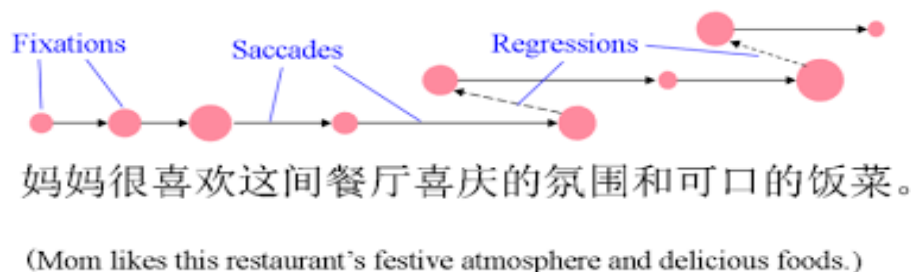 Fixations Saccades Regressions
妈妈很喜欢这间餐厅喜庆的氛围和可口的饭菜。
(Mom likes this restaurant's festive atmosphere and delicious foods.)